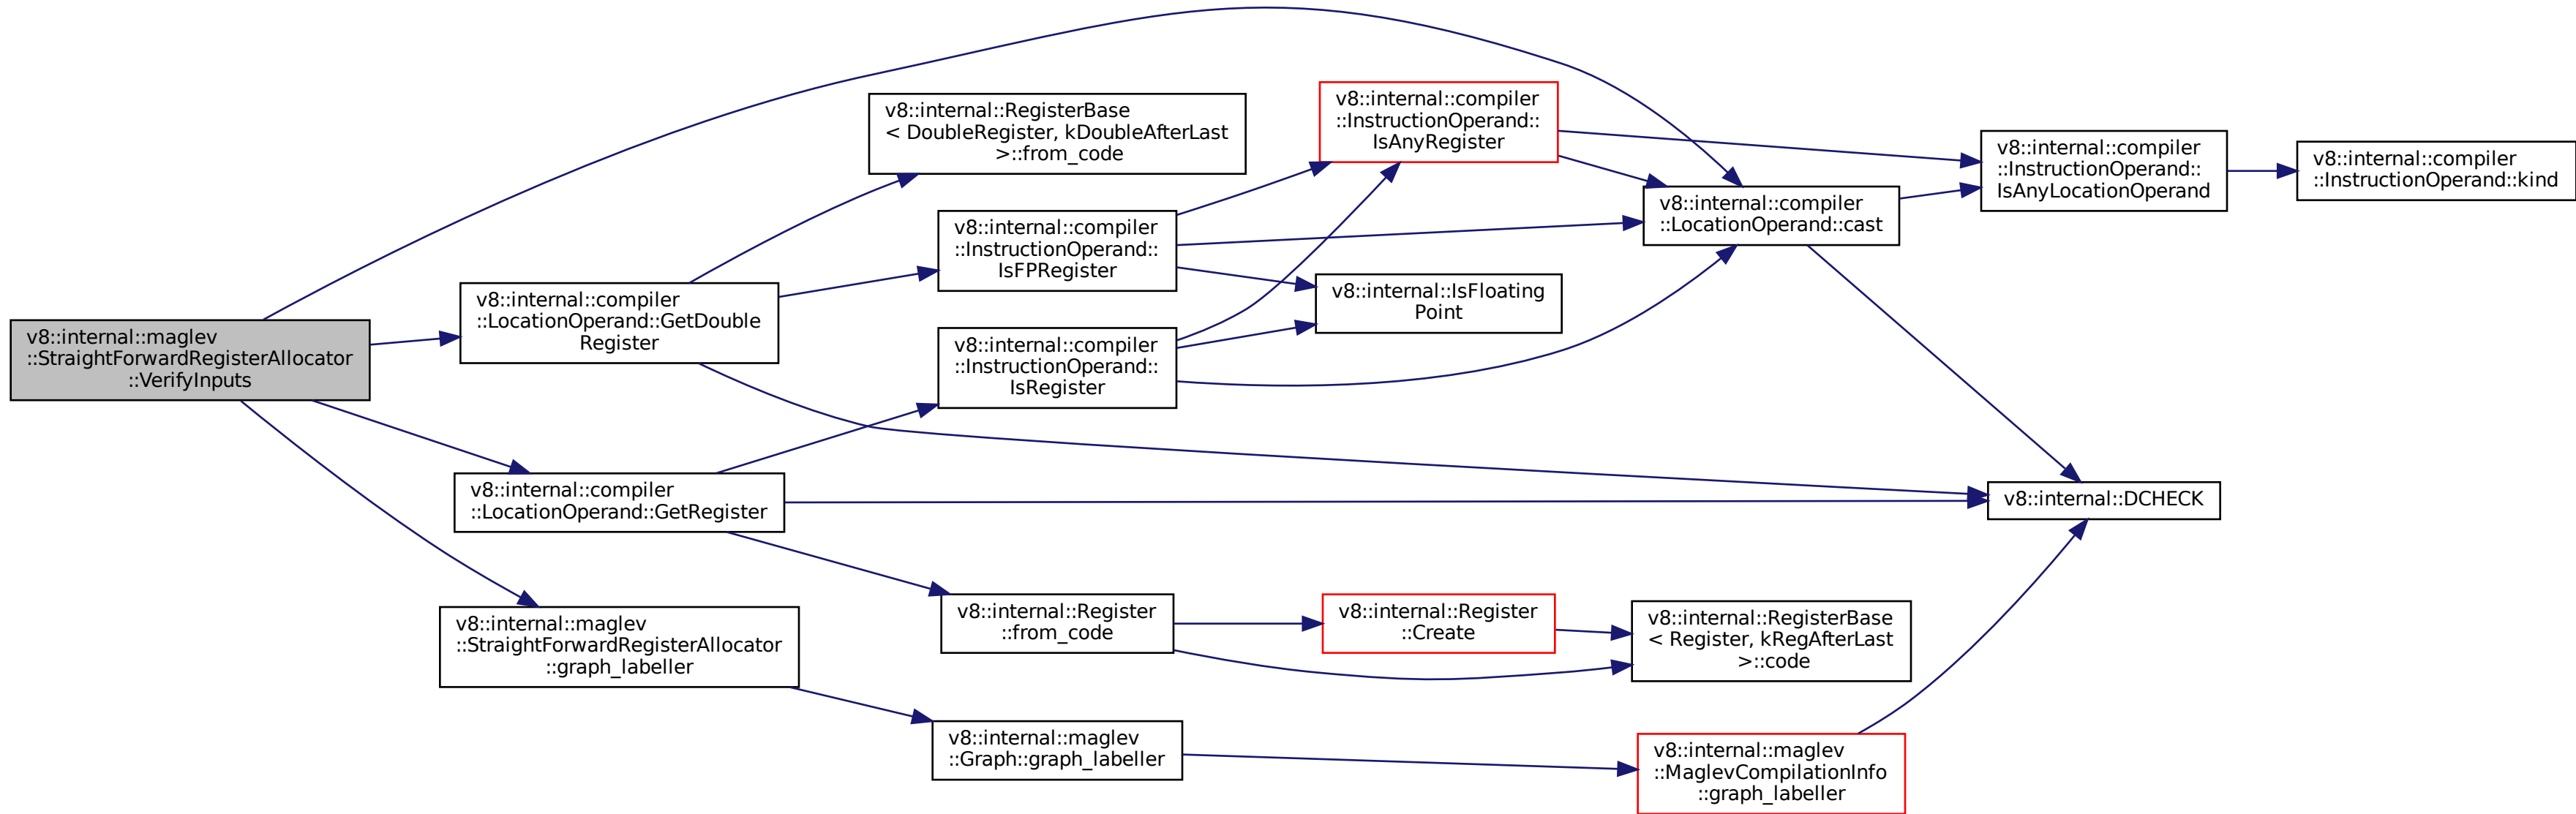 v8::internal::maglev
::StraightForwardRegisterAllocator
::VerifyInputs
v8::internal::compiler
::LocationOperand::GetDouble
Register
v8::internal::compiler
::LocationOperand::GetRegister
v8::internal::maglev
::StraightForwardRegisterAllocator
::graph_labeller
v8::internal::RegisterBase
< DoubleRegister, kDoubleAfterLast
>::from_code
v8::internal::compiler
::InstructionOperand::
IsFPRegister
v8::internal::compiler
::InstructionOperand::
IsRegister
v8::internal::Register
::from_code
v8::internal::maglev
::Graph::graph_labeller
v8::internal::compiler
::InstructionOperand::
IsAnyRegister
v8::internal::IsFloating
Point
v8::internal::Register
::Create
v8::internal::compiler
::LocationOperand::cast
v8::internal::RegisterBase
< Register, kRegAfterLast
>::code
v8::internal::maglev
::MaglevCompilationInfo
::graph_labeller
v8::internal::compiler
::InstructionOperand::
IsAnyLocationOperand
v8::internal::DCHECK
v8::internal::compiler
::InstructionOperand::kind